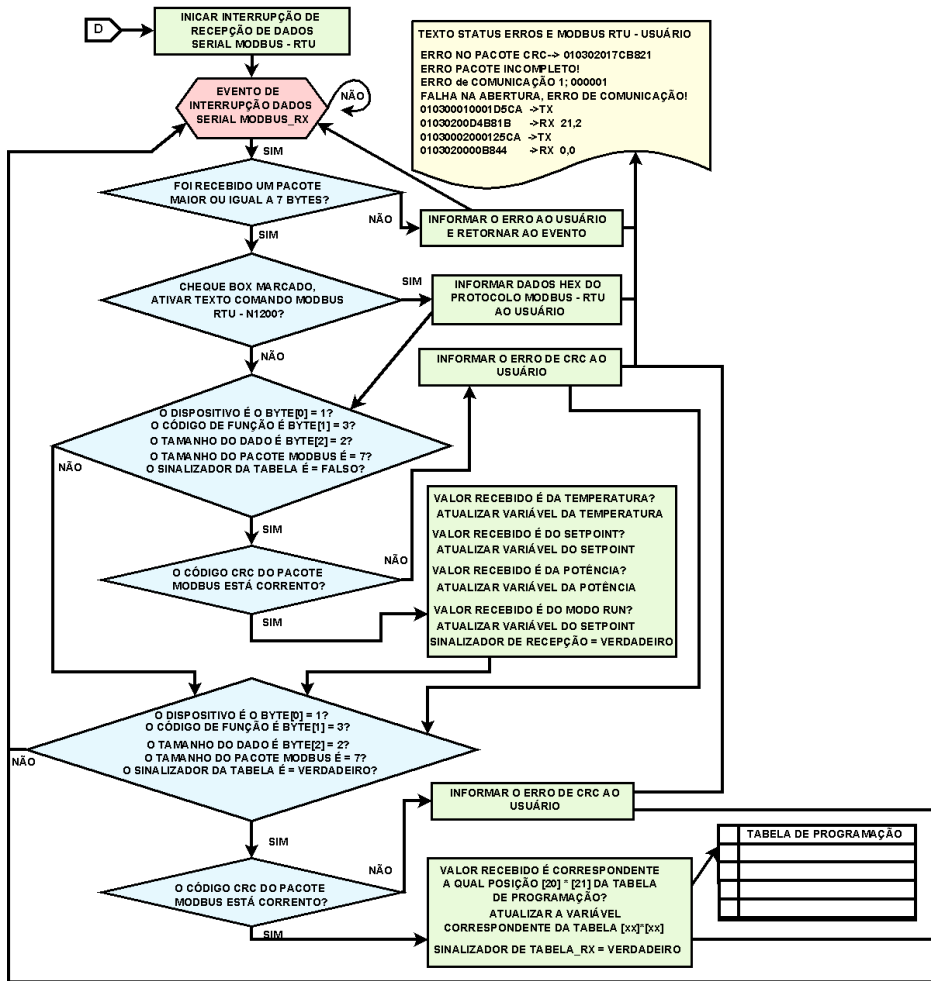 D
INICAR INTERRUPÇÃO DE
RECEPÇÃO DE DADOS
SERIAL MODBUS - RTU
TEXTO STATUS ERROS E MODBUS RTU - USUÁRIO
ERRO NO PACOTE CRC--> 010302017CB821
ERRO PACOTE INCOMPLETO!
ERRO de COMUNICAÇÃO 1; 000001
FALHA NA ABERTURA, ERRO DE COMUNICAÇÃO!
010300010001D5CA ->TX
01030200D4B81B ->RX 21,2
01030002000125CA ->TX
0103020000B844 ->RX 0,0
EVENTO DE
INTERRUPÇÃO DADOS
SERIAL MODBUS_RX
NÃO
SIM
FOI RECEBIDO UM PACOTE
MAIOR OU IGUAL A 7 BYTES?
NÃO
INFORMAR O ERRO AO USUÁRIO
E RETORNAR AO EVENTO
SIM
CHEQUE BOX MARCADO,
ATIVAR TEXTO COMANDO MODBUS
RTU - N1200?
SIM
INFORMAR DADOS HEX DO
PROTOCOLO MODBUS - RTU
AO USUÁRIO
NÃO
INFORMAR O ERRO DE CRC AO
USUÁRIO
O DISPOSITIVO É O BYTE[0] = 1?
O CÓDIGO DE FUNÇÃO É BYTE[1] = 3?
O TAMANHO DO DADO É BYTE[2] = 2?
O TAMANHO DO PACOTE MODBUS É = 7?
O SINALIZADOR DA TABELA É = FALSO?
NÃO
SIM
O CÓDIGO CRC DO PACOTE
MODBUS ESTÁ CORRENTO?
NÃO
SIM
VALOR RECEBIDO É DA TEMPERATURA?
ATUALIZAR VARIÁVEL DA TEMPERATURA
VALOR RECEBIDO É DO SETPOINT?
ATUALIZAR VARIÁVEL DO SETPOINT
VALOR RECEBIDO É DA POTÊNCIA?
ATUALIZAR VARIÁVEL DA POTÊNCIA
VALOR RECEBIDO É DO MODO RUN?
ATUALIZAR VARIÁVEL DO SETPOINT
SINALIZADOR DE RECEPÇÃO = VERDADEIRO
O DISPOSITIVO É O BYTE[0] = 1?
O CÓDIGO DE FUNÇÃO É BYTE[1] = 3?
O TAMANHO DO DADO É BYTE[2] = 2?
O TAMANHO DO PACOTE MODBUS É = 7?
O SINALIZADOR DA TABELA É = VERDADEIRO?
NÃO
SIM
INFORMAR O ERRO DE CRC AO
USUÁRIO
O CÓDIGO CRC DO PACOTE
MODBUS ESTÁ CORRENTO?
NÃO
SIM
VALOR RECEBIDO É CORRESPONDENTE
A QUAL POSIÇÃO [20] * [21] DA TABELA
DE PROGRAMAÇÃO?
ATUALIZAR A VARIÁVEL
CORRESPONDENTE DA TABELA [xx]*[xx]
SINALIZADOR DE TABELA_RX = VERDADEIRO
TABELA DE PROGRAMAÇÃO